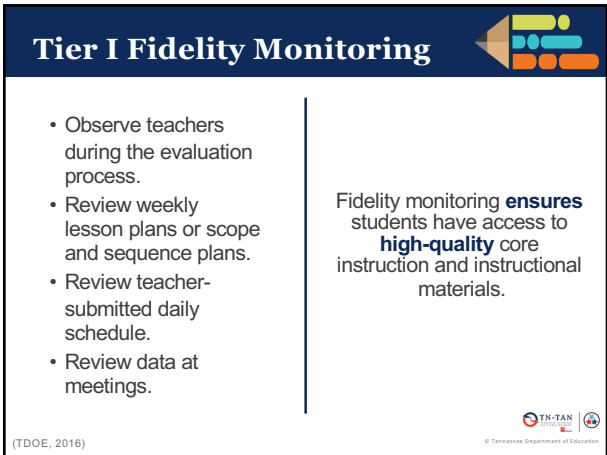 Tier I Fidelity Monitoring
• Observe teachers
during the evaluation
process.
• Review weekly
lesson plans or scope
and sequence plans.
• Review teacher-
submitted daily
schedule.
• Review data at
meetings.
Fidelity monitoring ensures
students have access to
high-quality core
instruction and instructional
materials.
TN-TAN
(TDOE, 2016)
© Tennessee Department of Education